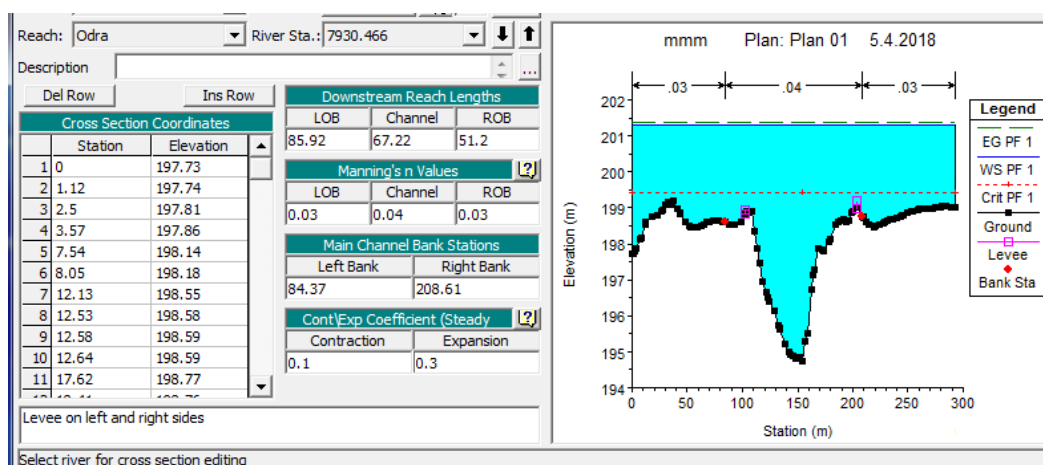 Reach: Odra River Sta.: 7930.466
Description ...
Del Row Ins Row
Cross Section Coordinates
Station Elevation
1 0 197.73
2 1.12 197.74
3 2.5 197.81
4 3.57 197.86
5 7.54 198.14
6 8.05 198.18
7 12.13 198.55
8 12.53 198.58
9 12.58 198.59
10 12.64 198.59
11 17.62 198.77
Downstream Reach Lengths
LOB Channel ROB
85.92 67.22 51.2
Manning's n Values ?
LOB Channel ROB
0.03 0.04 0.03
Main Channel Bank Stations
Left Bank Right Bank
84.37 208.61
Cont\Exp Coefficient (Steady ?
Contraction Expansion
0.1 0.3
Levee on left and right sides
Select river for cross section editing
mmm Plan: Plan 01 5.4.2018
.03 .04 .03
202
201
200
199
198
197
196
195
194
Elevation (m)
0 50 100 150 200 250 300
Station (m)
Legend
EG PF 1
WS PF 1
Crit PF 1
Ground
Levee
Bank Sta